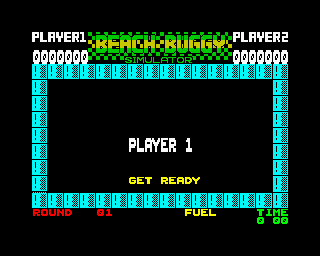 PLAYER1 BEACH BUGGY PLAYER2
0000000 SIMULATOR 0000000
PLAYER 1
GET READY
ROUND 01 FUEL TIME
0 00